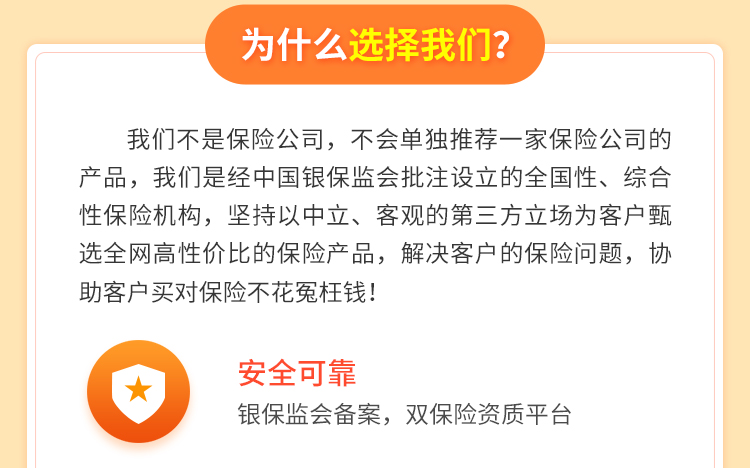 为什么选择我们?
我们不是保险公司，不会单独推荐一家保险公司的
产品，我们是经中国银保监会批注设立的全国性、综合
性保险机构，坚持以中立、客观的第三方立场为客户甄
选全网高性价比的保险产品，解决客户的保险问题，协
助客户买对保险不花冤枉钱！
安全可靠
银保监会备案，双保险资质平台